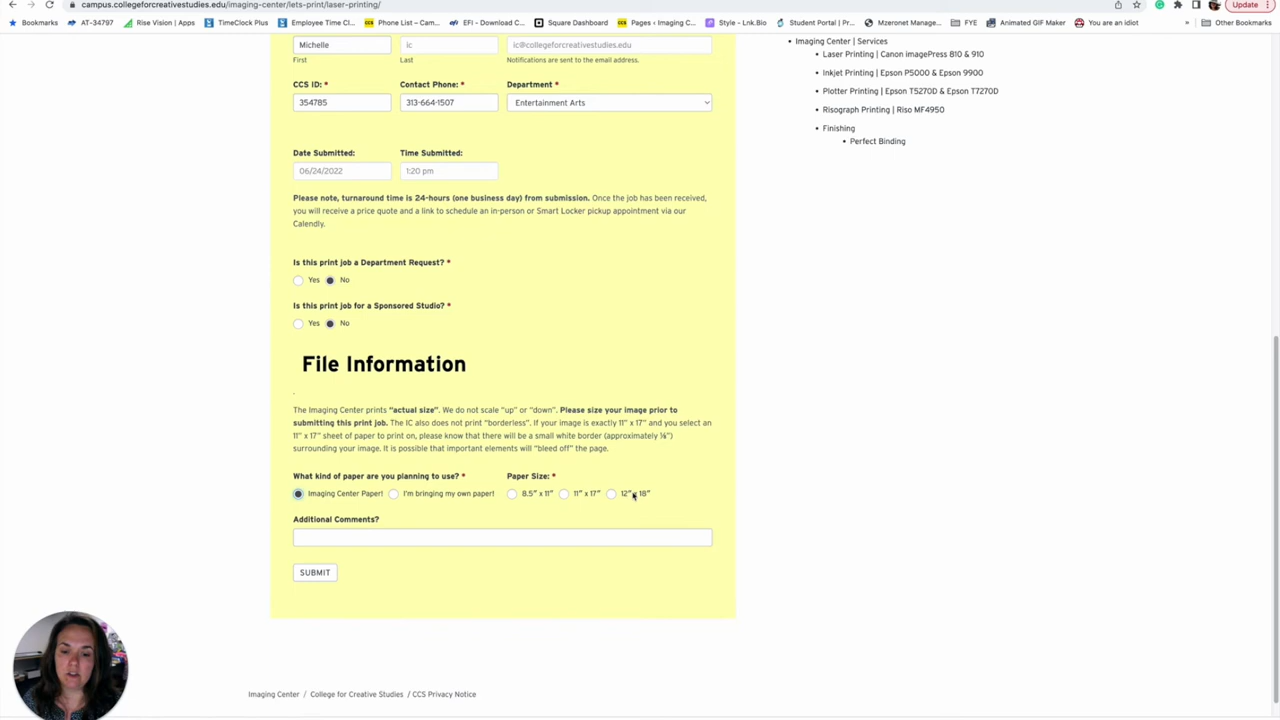 campus.collegeforcreativestudies.edu/imaging-center/lets-print/laser-printing/
Update
Bookmarks AT-34797 Rise Vision | Apps TimeClock Plus Employee Time Cl... Phone List – Cam... EFI - Download C... Square Dashboard Pages ‹ Imaging C... Style - Lnk.Bio Student Portal | Pr... Mzeronet Manage... FYE Animated GIF Maker You are an idiot » Other Bookmarks
Michelle ic ic@collegeforcreativestudies.edu
First Last Notifications are sent to the email address.
CCS ID: * Contact Phone: * Department *
354785 313-664-1507 Entertainment Arts
Date Submitted: Time Submitted:
06/24/2022 1:20 pm
Please note, turnaround time is 24-hours (one business day) from submission. Once the job has been received,
you will receive a price quote and a link to schedule an in-person or Smart Locker pickup appointment via our
Calendly.
Is this print job a Department Request? *
Yes No
Is this print job for a Sponsored Studio? *
Yes No
File Information
.
The Imaging Center prints “actual size”. We do not scale “up” or “down”. Please size your image prior to
submitting this print job. The IC also does not print “borderless”. If your image is exactly 11” x 17” and you select an
11” x 17” sheet of paper to print on, please know that there will be a small white border (approximately ⅛”)
surrounding your image. It is possible that important elements will “bleed off” the page.
What kind of paper are you planning to use? * Paper Size: *
Imaging Center Paper! I'm bringing my own paper! 8.5” x 11” 11” x 17” 12” x 18”
Additional Comments?
SUBMIT
Imaging Center | Services
Laser Printing | Canon imagePress 810 & 910
Inkjet Printing | Epson P5000 & Epson 9900
Plotter Printing | Epson T5270D & Epson T7270D
Risograph Printing | Riso MF4950
Finishing
Perfect Binding
Imaging Center / College for Creative Studies / CCS Privacy Notice